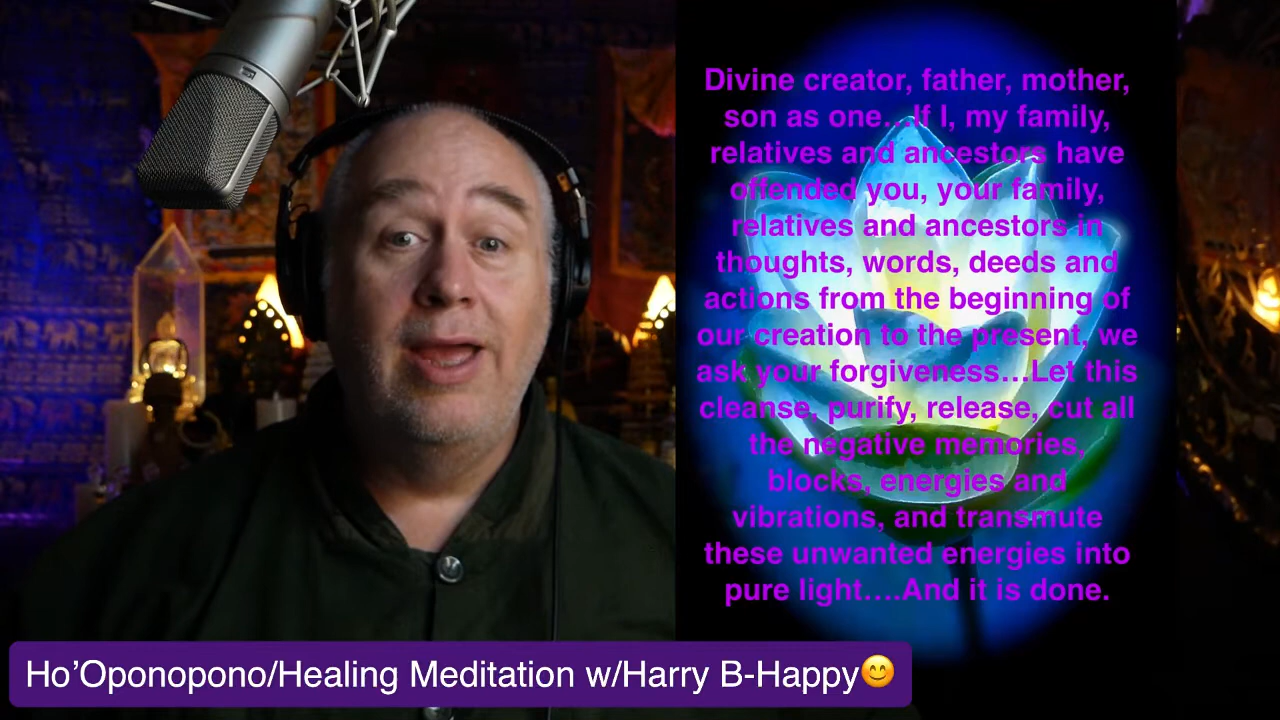 Divine creator, father, mother,
son as one...If I, my family,
relatives and ancestors have
offended you, your family,
relatives and ancestors in
thoughts, words, deeds and
actions from the beginning of
our creation to the present, we
ask your forgiveness...Let this
cleanse, purify, release, cut all
the negative memories,
blocks, energies and
vibrations, and transmute
these unwanted energies into
pure light....And it is done.
Ho’Oponopono/Healing Meditation w/Harry B-Happy😊